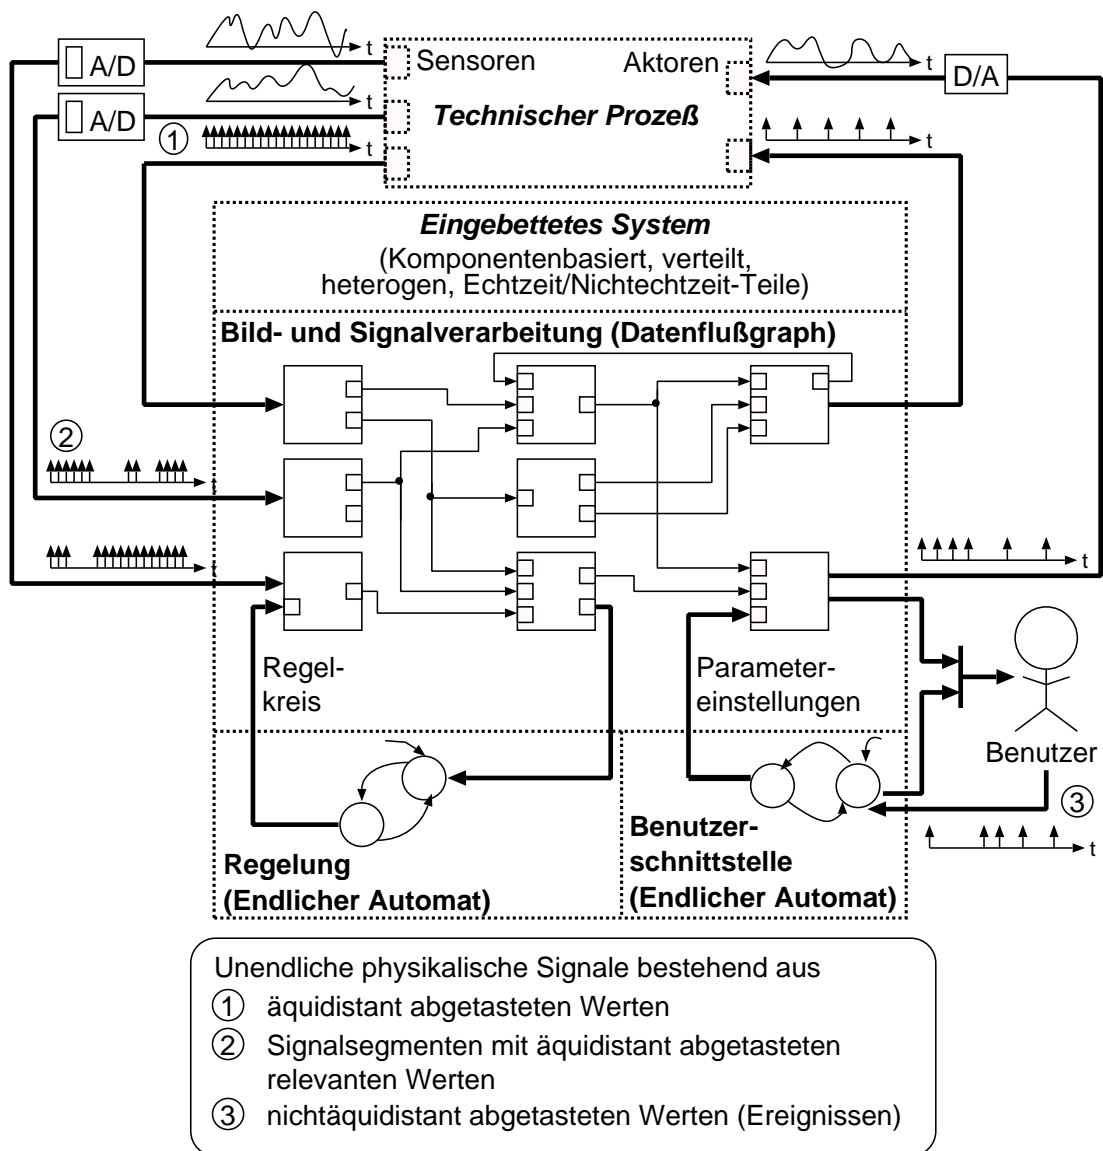 t
t
A/D
Sensoren
Aktoren
t
D/A
t
A/D
Technischer Prozeß
1
t
t
Eingebettetes System
(Komponentenbasiert, verteilt,
heterogen, Echtzeit/Nichtechtzeit-Teile)
Bild- und Signalverarbeitung (Datenflußgraph)
2
t
t
t
Regel-
kreis
Parameter-
einstellungen
Benutzer
3
t
Regelung
(Endlicher Automat)
Benutzer-
schnittstelle
(Endlicher Automat)
Unendliche physikalische Signale bestehend aus
1 äquidistant abgetasteten Werten
2 Signalsegmenten mit äquidistant abgetasteten
relevanten Werten
3 nichtäquidistant abgetasteten Werten (Ereignissen)